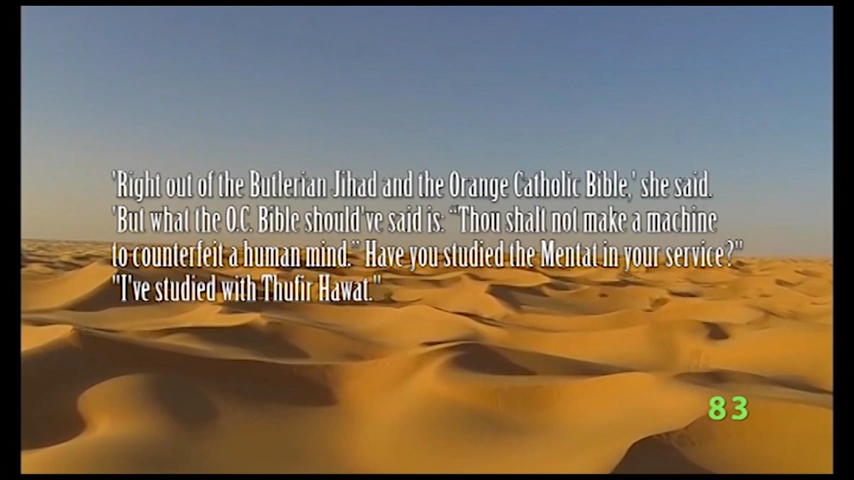 'Right out of the Butlerian Jihad and the Orange Catholic Bible,' she said.
'But what the O.C. Bible should've said is: “Thou shalt not make a machine
to counterfeit a human mind.” Have you studied the Mentat in your service?"
"I've studied with Thufir Hawat."
83